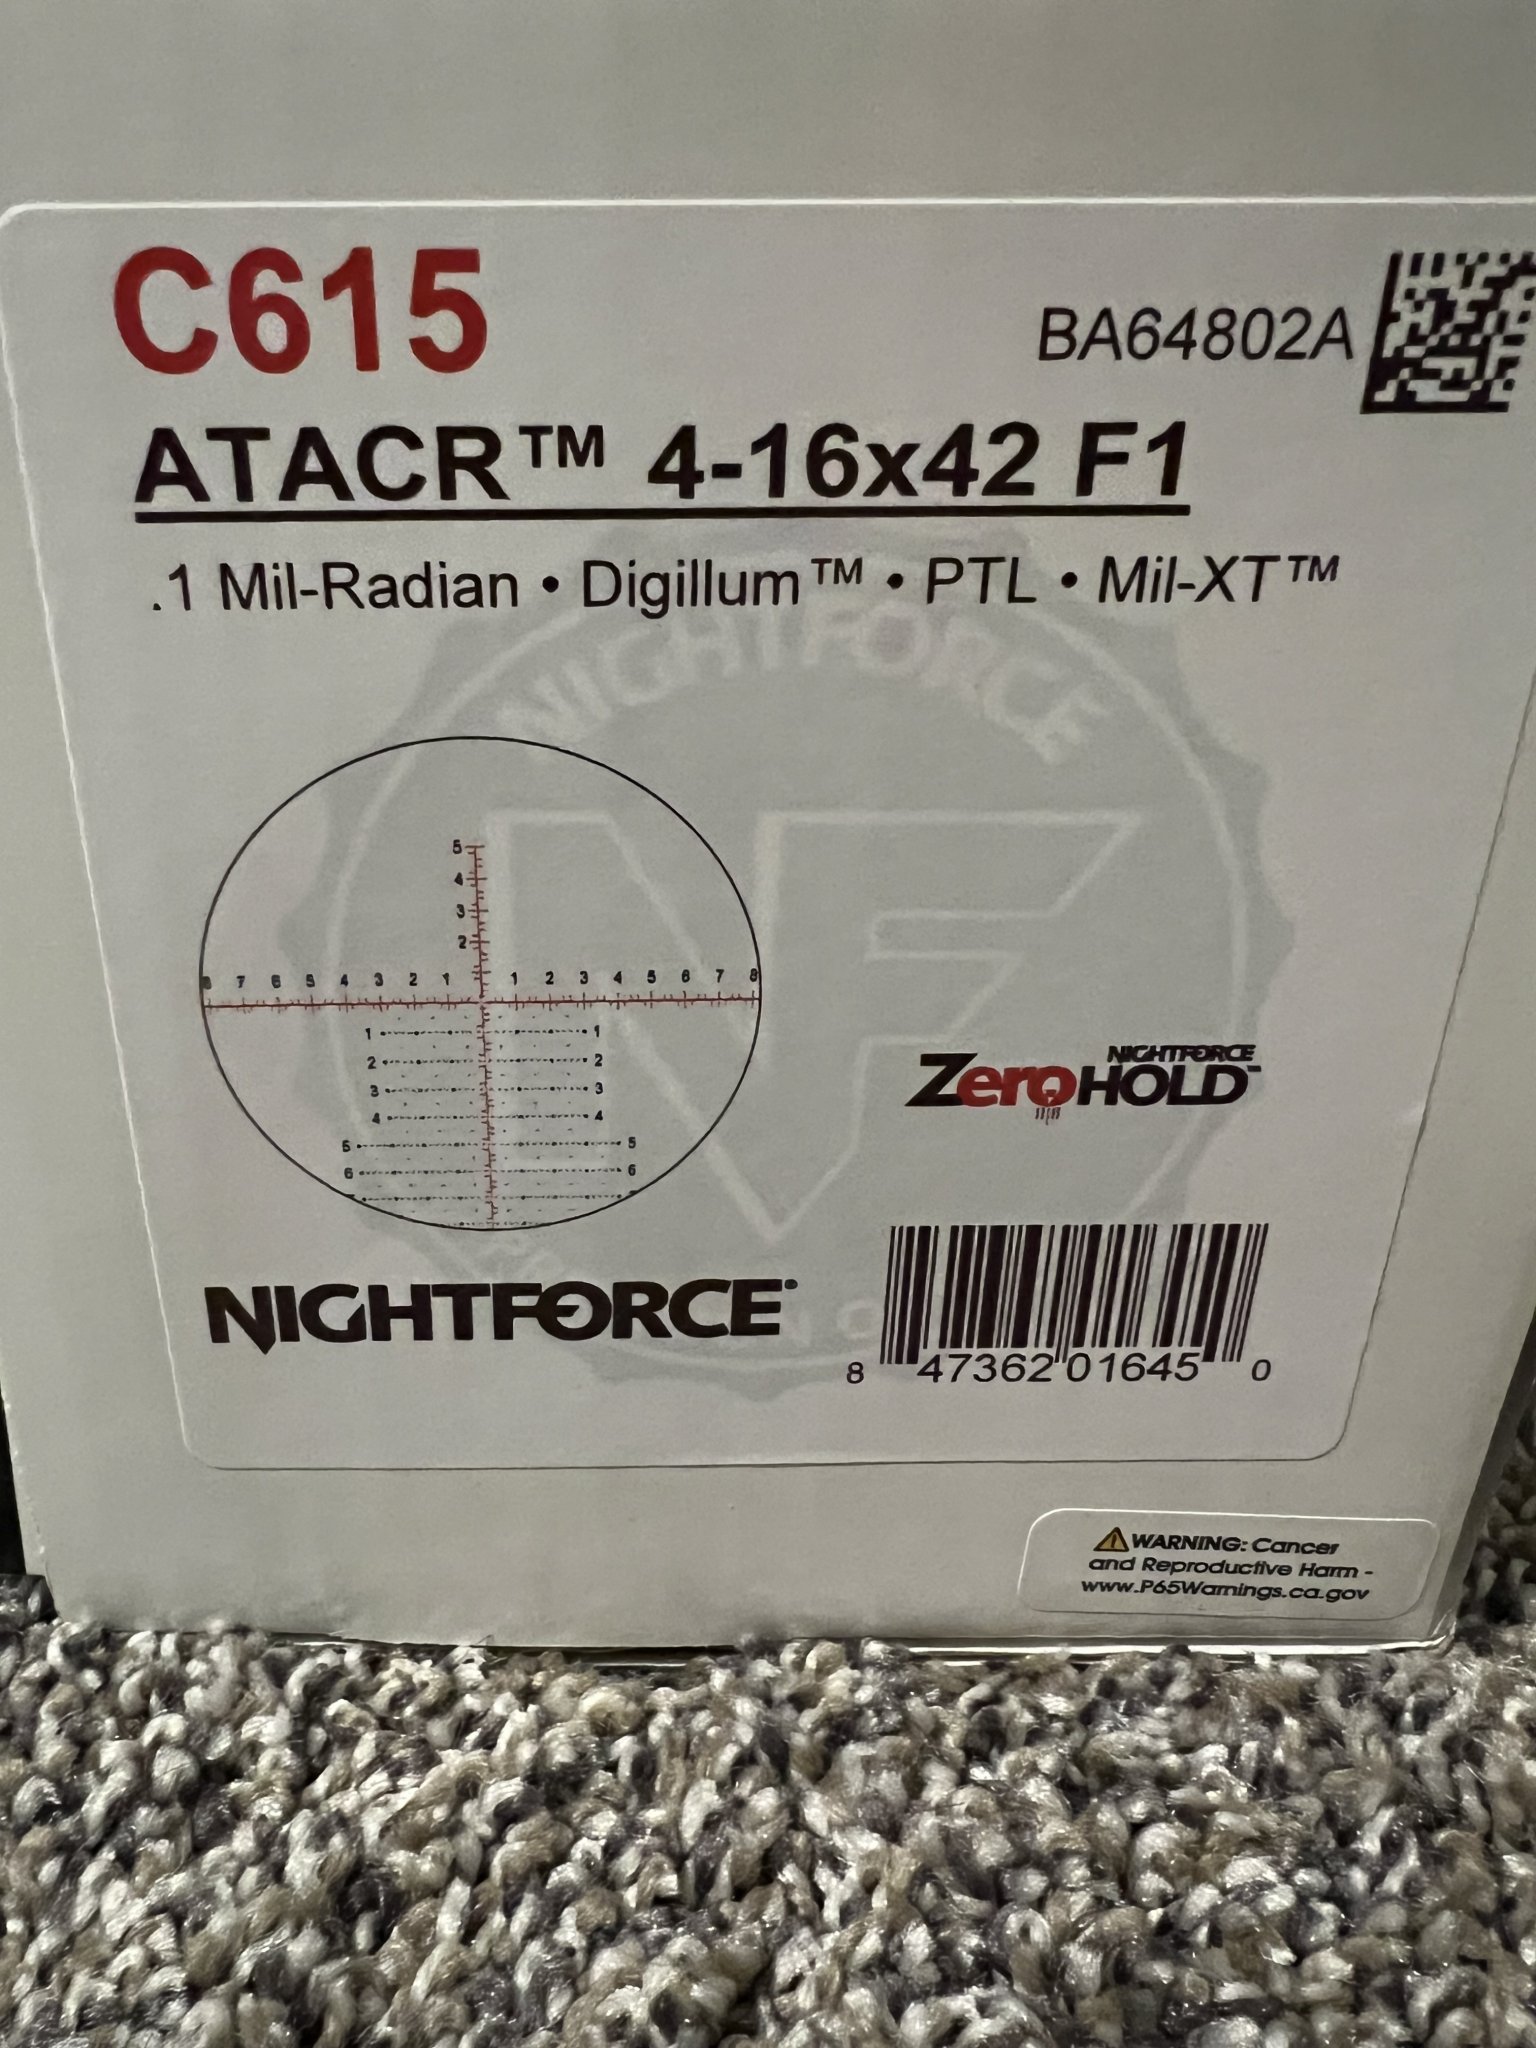 C615
BA64802A
ATACR™ 4-16x42 F1
.1 Mil-Radian • Digillum™ • PTL • Mil-XT™
NIGHTFORCE
NF
5
4
3
2
8 7 6 5 4 3 2 1 1 2 3 4 5 6 7 8
1 1
2 2
3 3
4 4
5 5
6 6
NIGHTFORCE
ZeroHOLD™
NIGHTFORCE®
8 47362 01645 0
WARNING: Cancer
and Reproductive Harm -
www.P65Warnings.ca.gov